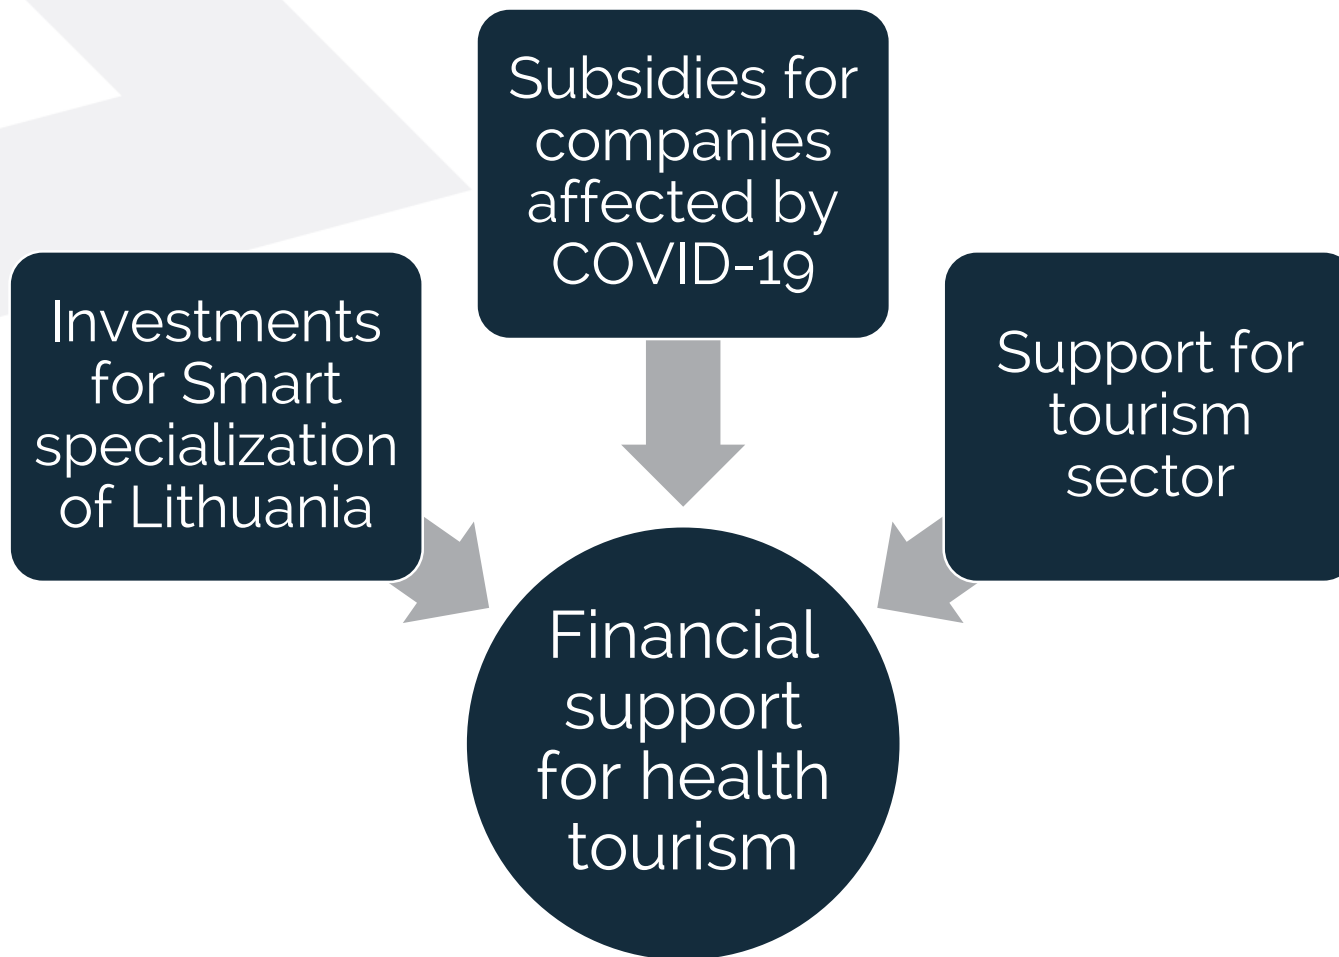 Subsidies for
companies
affected by
COVID-19
Investments
for Smart
specialization
of Lithuania
Support for
tourism
sector
Financial
support
for health
tourism